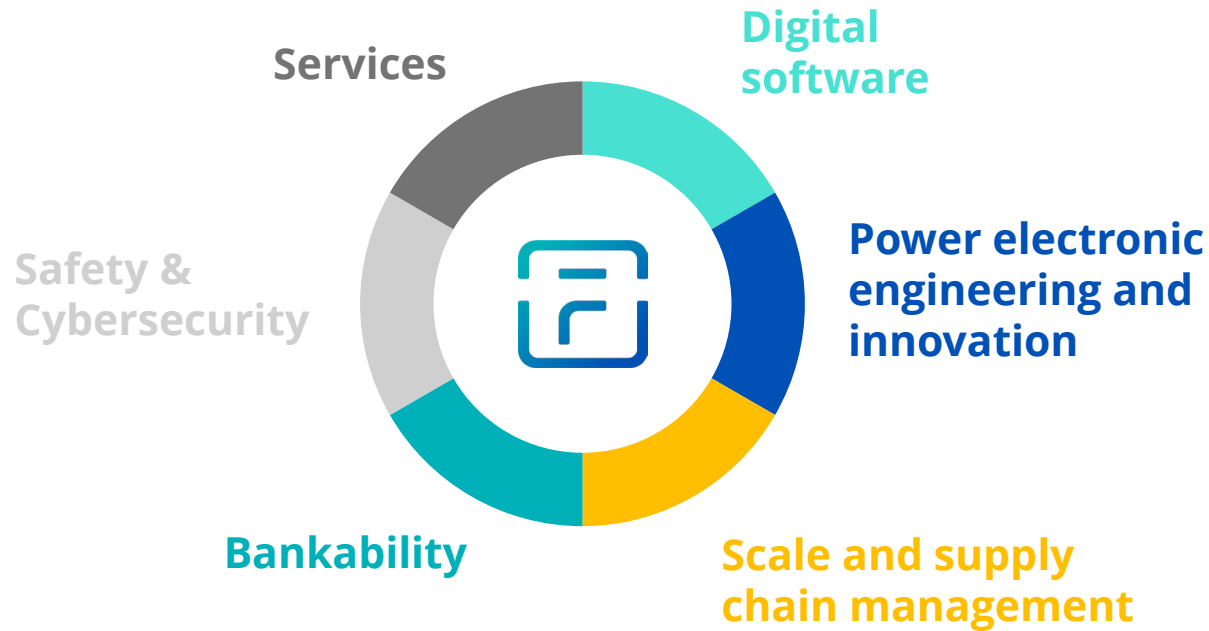 Digital
software
Services
Power electronic
engineering and
innovation
Safety &
Cybersecurity
Bankability
Scale and supply
chain management